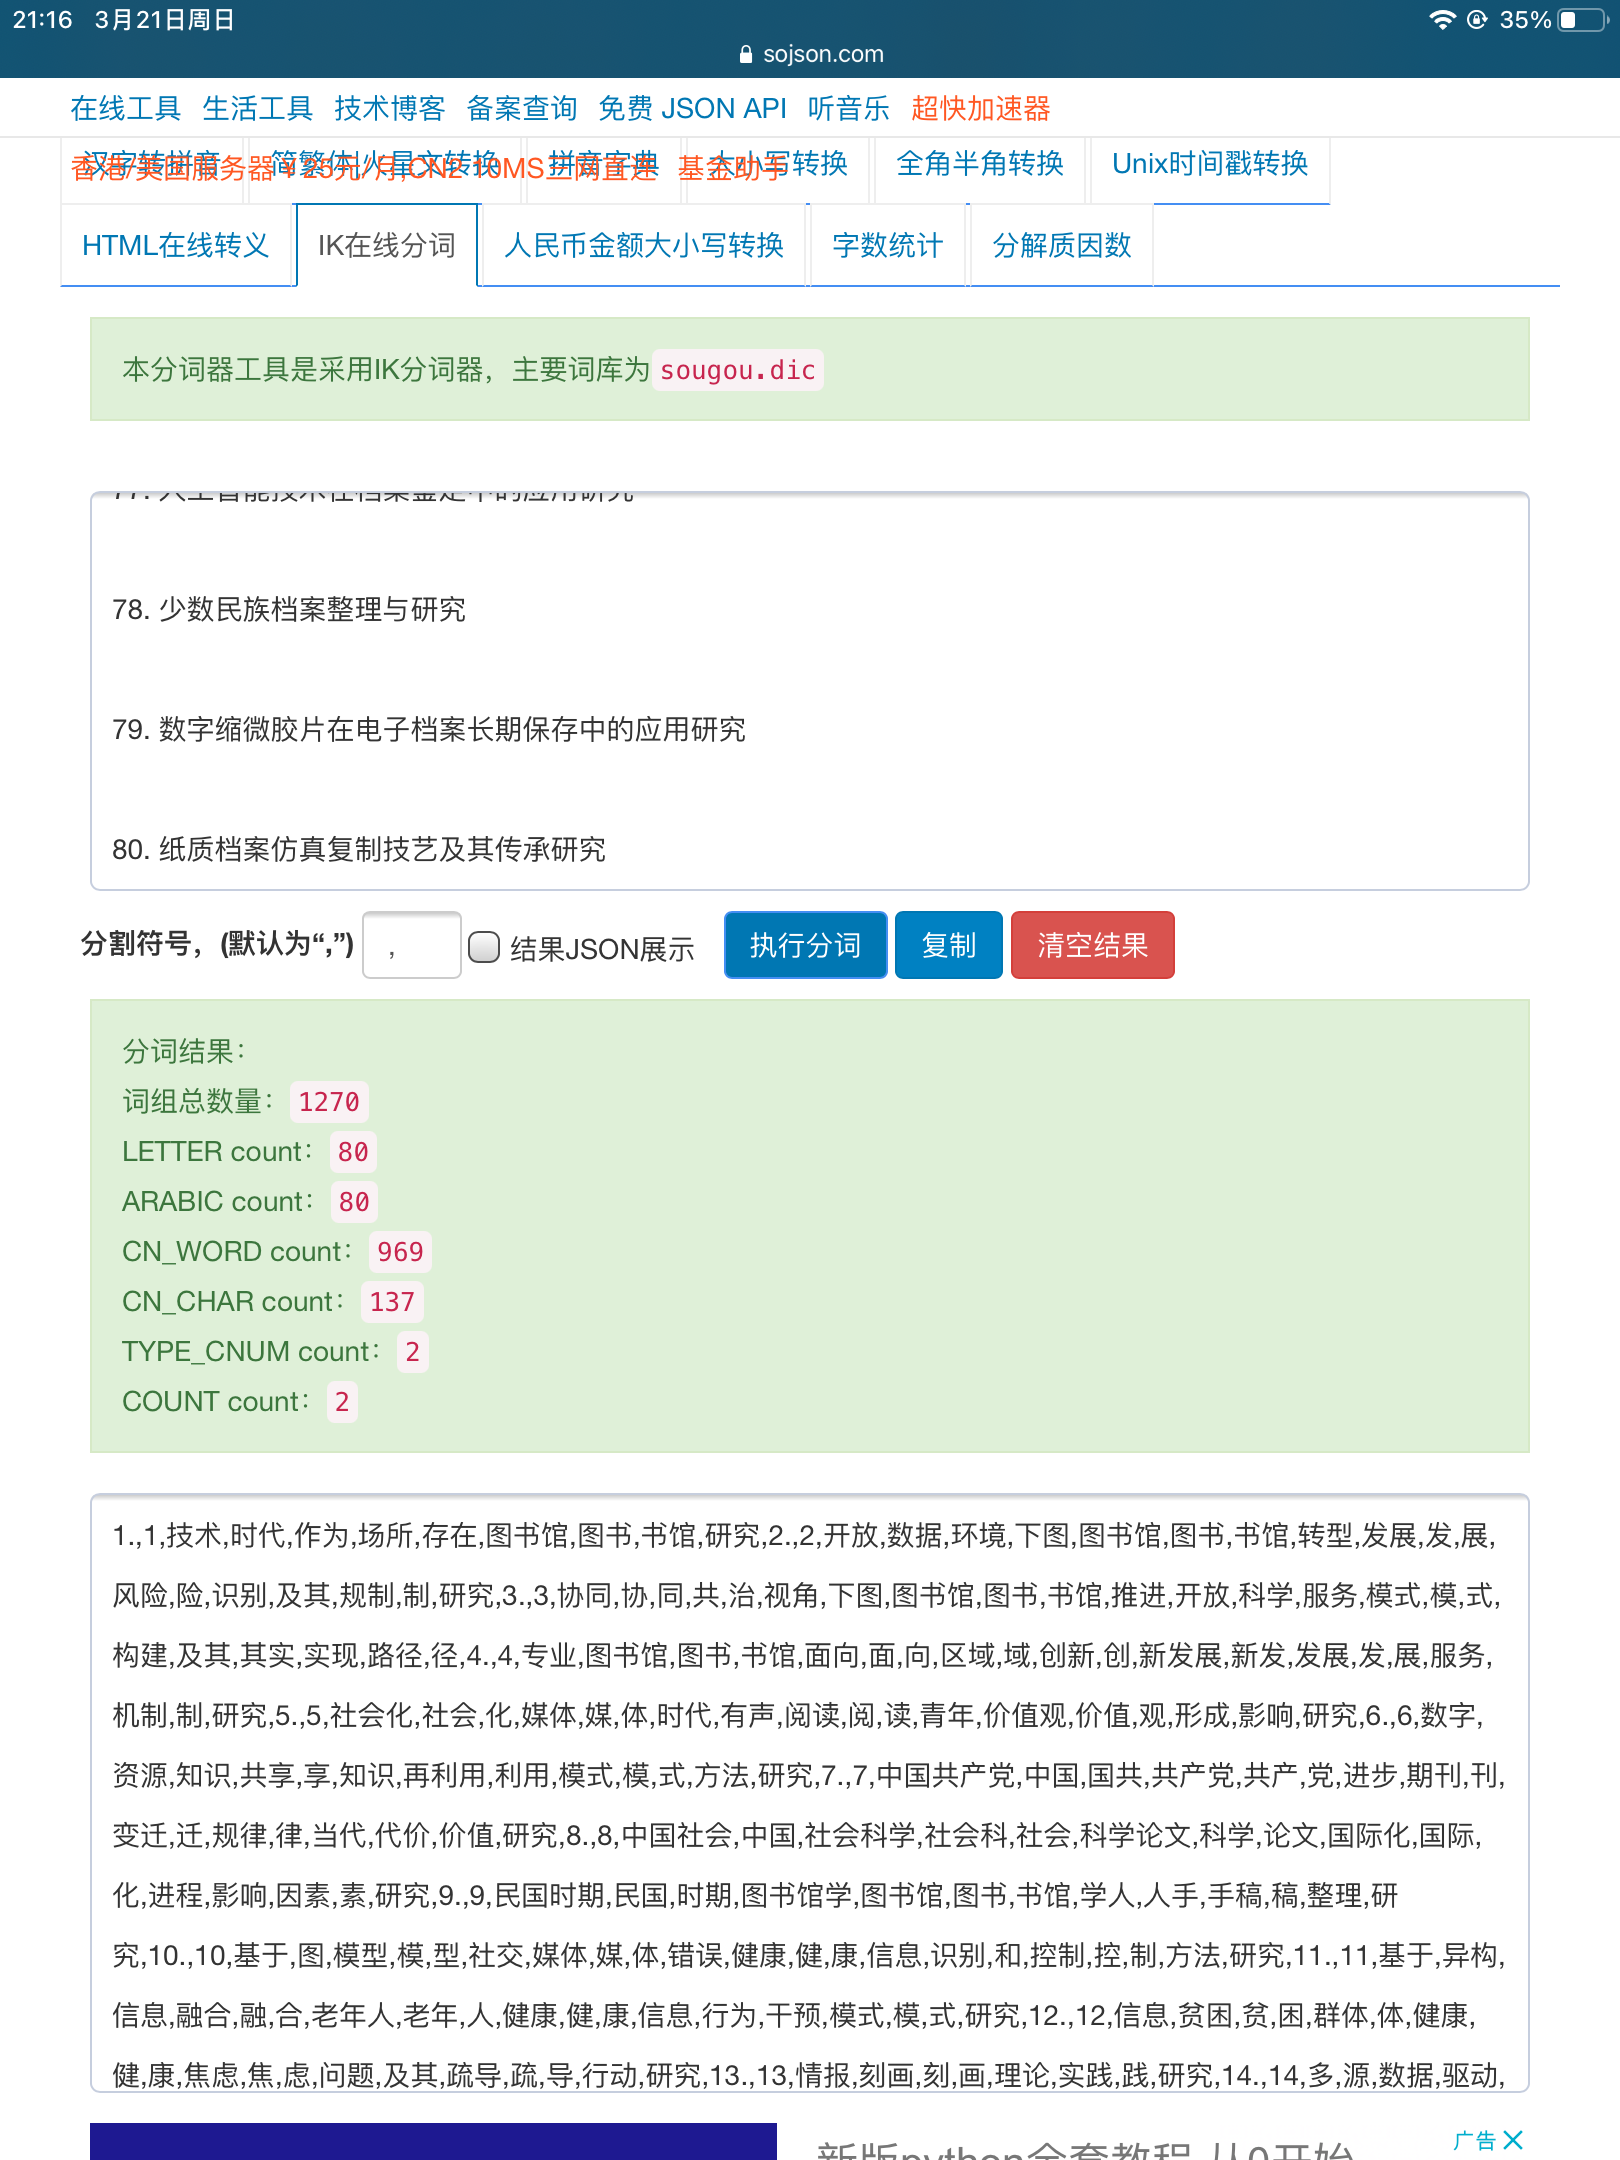 21:16 3月21日周日 35%
sojson.com
在线工具 生活工具 技术博客 备案查询 免费 JSON API 听音乐 超快加速器
汉字转拼音 简繁体|火星文转换 拼音字典 大小写转换 全角半角转换 Unix时间戳转换
香港/美国服务器￥25元/月,CN2 10MS三网直连 基金助手
HTML在线转义 IK在线分词 人民币金额大小写转换 字数统计 分解质因数
本分词器工具是采用IK分词器，主要词库为 sougou.dic
77. 人工智能技术在档案鉴定中的应用研究
78. 少数民族档案整理与研究
79. 数字缩微胶片在电子档案长期保存中的应用研究
80. 纸质档案仿真复制技艺及其传承研究
分割符号，(默认为“,”) , 结果JSON展示 执行分词 复制 清空结果
分词结果：
词组总数量： 1270
LETTER count： 80
ARABIC count： 80
CN_WORD count： 969
CN_CHAR count： 137
TYPE_CNUM count： 2
COUNT count： 2
1.,1,技术,时代,作为,场所,存在,图书馆,图书,书馆,研究,2.,2,开放,数据,环境,下图,图书馆,图书,书馆,转型,发展,发,展,
风险,险,识别,及其,规制,制,研究,3.,3,协同,协,同,共,治,视角,下图,图书馆,图书,书馆,推进,开放,科学,服务,模式,模,式,
构建,及其,其实,实现,路径,径,4.,4,专业,图书馆,图书,书馆,面向,面,向,区域,域,创新,创,新发展,新发,发展,发,展,服务,
机制,制,研究,5.,5,社会化,社会,化,媒体,媒,体,时代,有声,阅读,阅,读,青年,价值观,价值,观,形成,影响,研究,6.,6,数字,
资源,知识,共享,享,知识,再利用,利用,模式,模,式,方法,研究,7.,7,中国共产党,中国,国共,共产党,共产,党,进步,期刊,刊,
变迁,迁,规律,律,当代,代价,价值,研究,8.,8,中国社会,中国,社会科学,社会科,社会,科学论文,科学,论文,国际化,国际,
化,进程,影响,因素,素,研究,9.,9,民国时期,民国,时期,图书馆学,图书馆,图书,书馆,学人,人手,手稿,稿,整理,研
究,10.,10,基于,图,模型,模,型,社交,媒体,媒,体,错误,健康,健,康,信息,识别,和,控制,控,制,方法,研究,11.,11,基于,异构,
信息,融合,融,合,老年人,老年,人,健康,健,康,信息,行为,干预,模式,模,式,研究,12.,12,信息,贫困,贫,困,群体,体,健康,
健,康,焦虑,焦,虑,问题,及其,疏导,疏,导,行动,研究,13.,13,情报,刻画,刻,画,理论,实践,践,研究,14.,14,多,源,数据,驱动,
新版python全套教程 从0开始
广告